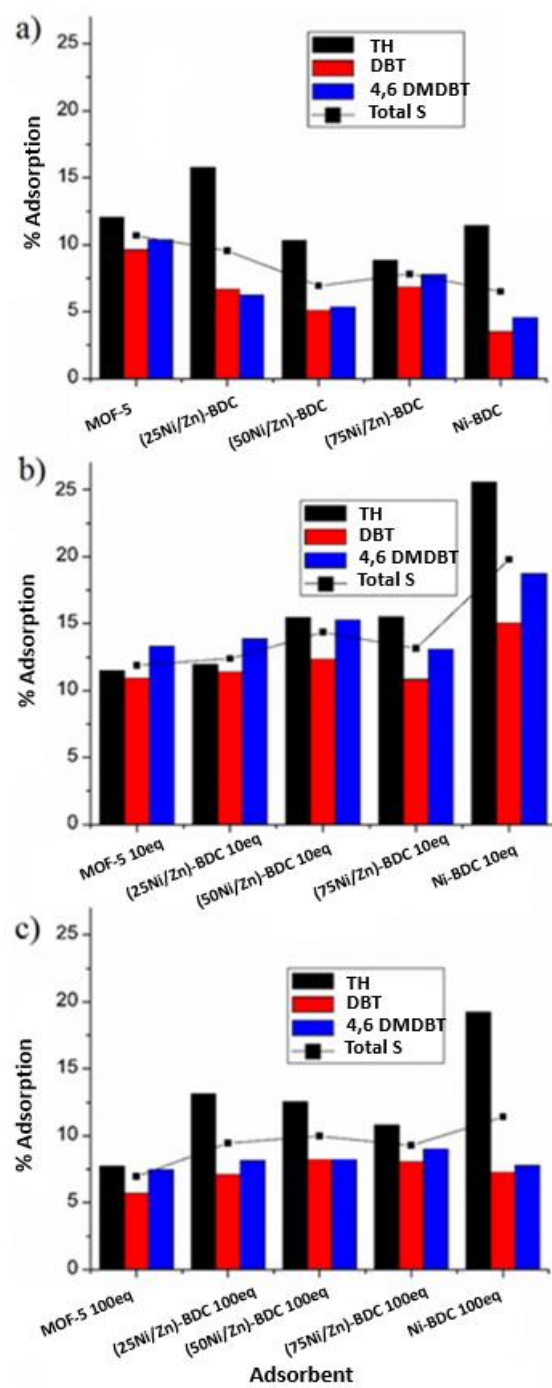 a)
25
20
15
10
5
0
% Adsorption
TH
DBT
4,6 DMDBT
Total S
MOF-5
(25Ni/Zn)-BDC
(50Ni/Zn)-BDC
(75Ni/Zn)-BDC
Ni-BDC
b)
25
20
15
10
5
0
% Adsorption
TH
DBT
4,6 DMDBT
Total S
MOF-5 10eq
(25Ni/Zn)-BDC 10eq
(50Ni/Zn)-BDC 10eq
(75Ni/Zn)-BDC 10eq
Ni-BDC 10eq
c)
25
20
15
10
5
0
% Adsorption
TH
DBT
4,6 DMDBT
Total S
MOF-5 100eq
(25Ni/Zn)-BDC 100eq
(50Ni/Zn)-BDC 100eq
(75Ni/Zn)-BDC 100eq
Ni-BDC 100eq
Adsorbent